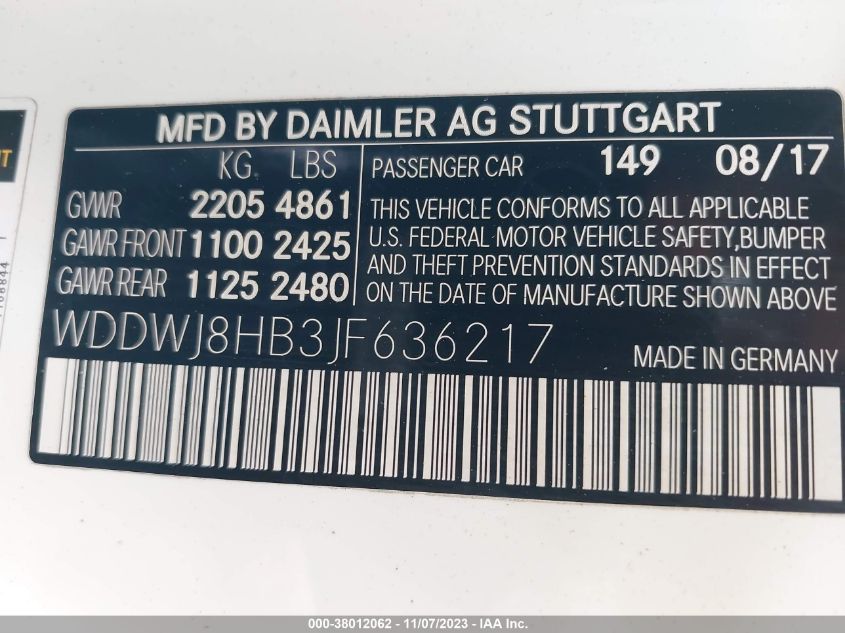 MFD BY DAIMLER AG STUTTGART
KG LBS
GVWR 2205 4861
GAWR FRONT 1100 2425
GAWR REAR 1125 2480
PASSENGER CAR 149 08/17
THIS VEHICLE CONFORMS TO ALL APPLICABLE
U.S. FEDERAL MOTOR VEHICLE SAFETY,BUMPER
AND THEFT PREVENTION STANDARDS IN EFFECT
ON THE DATE OF MANUFACTURE SHOWN ABOVE
WDDWJ8HB3JF636217
MADE IN GERMANY
000-38012062 - 11/07/2023 - IAA Inc.